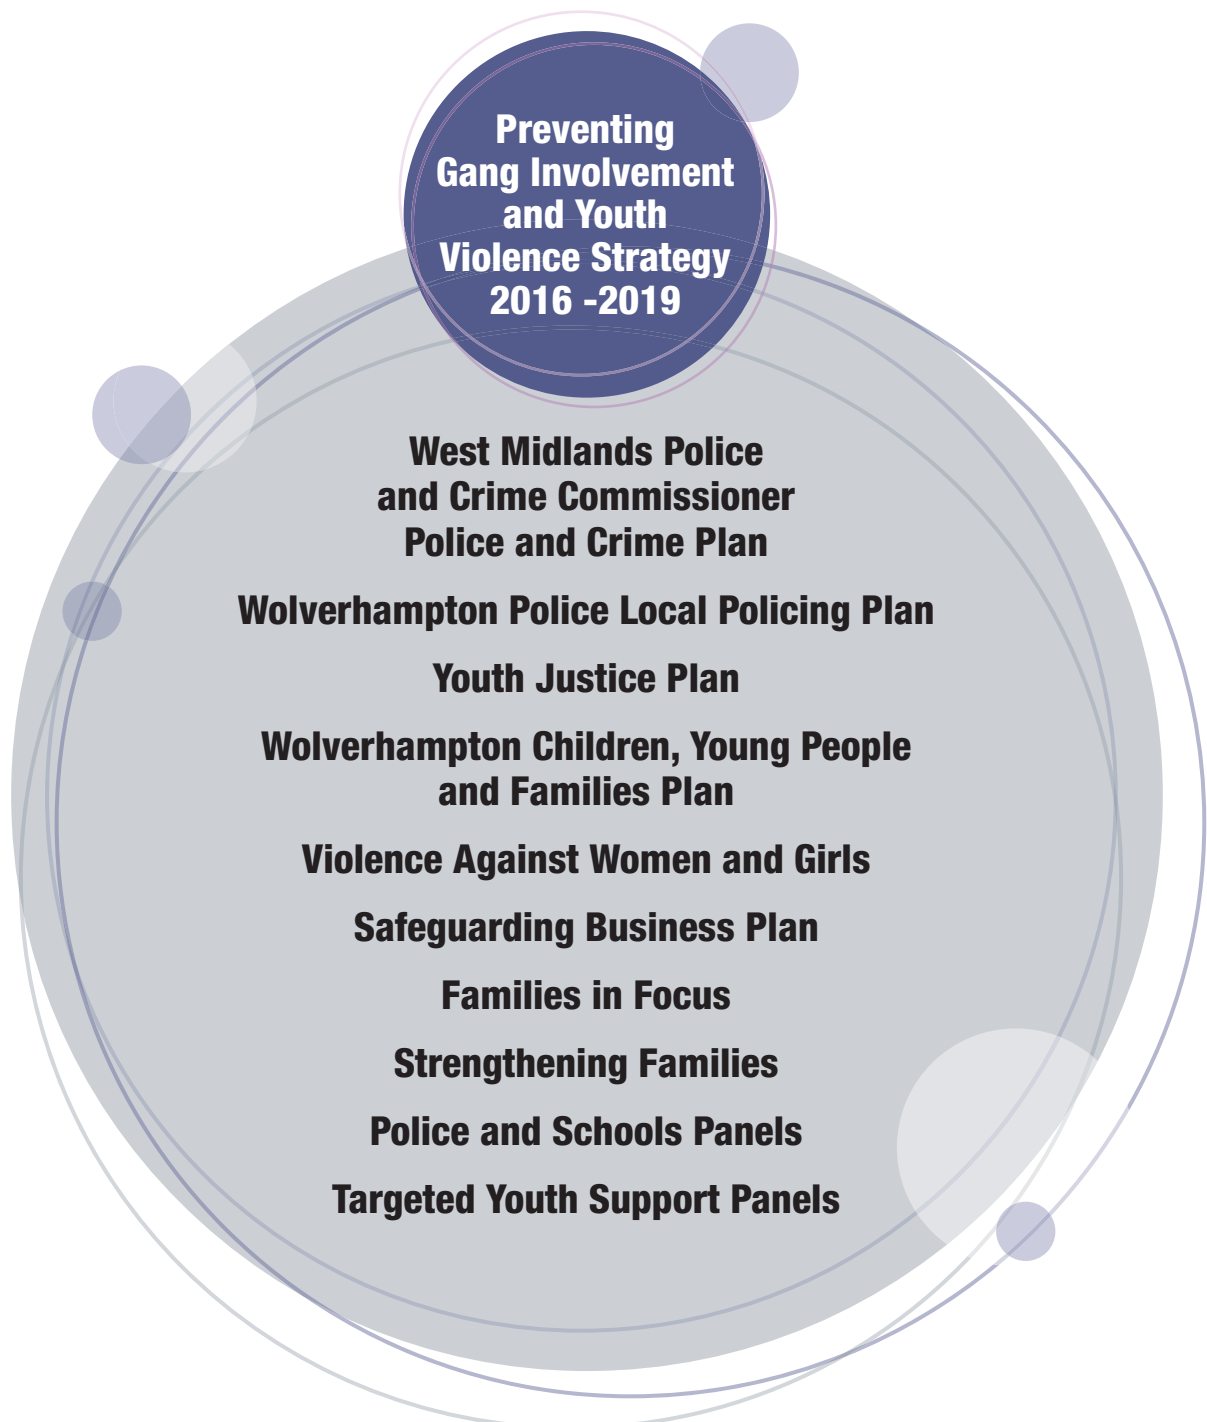 Preventing
Gang Involvement
and Youth
Violence Strategy
2016 -2019
West Midlands Police
and Crime Commissioner
Police and Crime Plan
Wolverhampton Police Local Policing Plan
Youth Justice Plan
Wolverhampton Children, Young People
and Families Plan
Violence Against Women and Girls
Safeguarding Business Plan
Families in Focus
Strengthening Families
Police and Schools Panels
Targeted Youth Support Panels